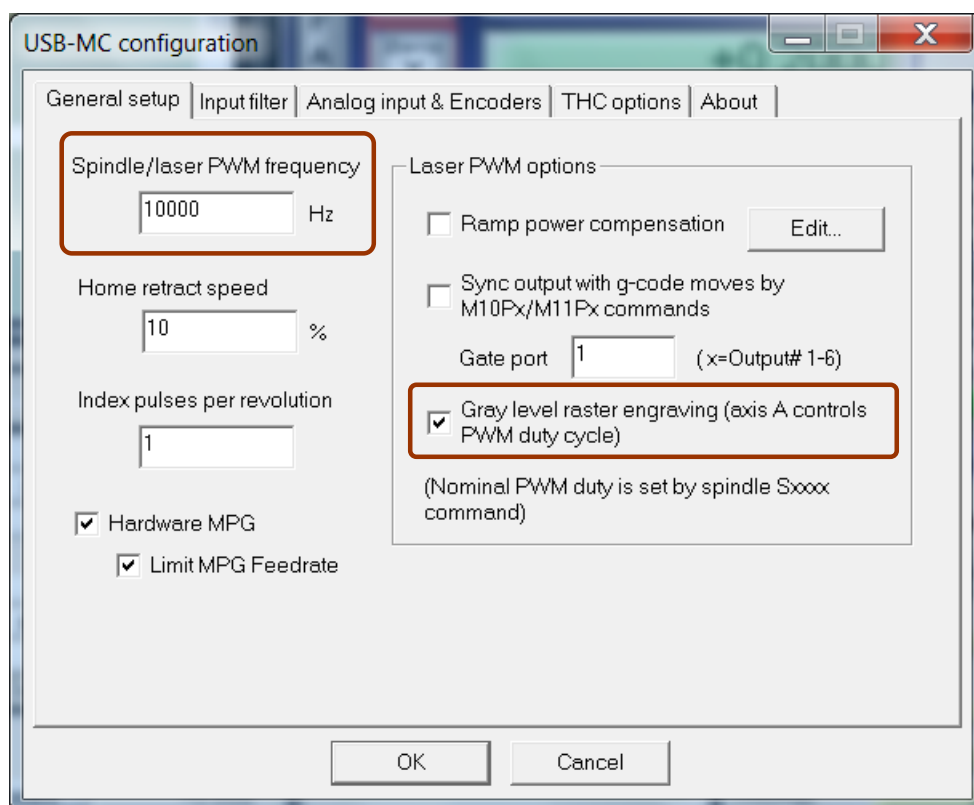 USB-MC configuration
General setup
Input filter
Analog input & Encoders
THC options
About
Spindle/laser PWM frequency
10000 Hz
Home retract speed
10 %
Index pulses per revolution
1
Hardware MPG
Limit MPG Feedrate
Laser PWM options
Ramp power compensation
Edit...
Sync output with g-code moves by
M10Px/M11Px commands
Gate port 1 ( x=Output# 1-6)
Gray level raster engraving (axis A controls
PWM duty cycle)
(Nominal PWM duty is set by spindle Sxxxx
command)
OK
Cancel